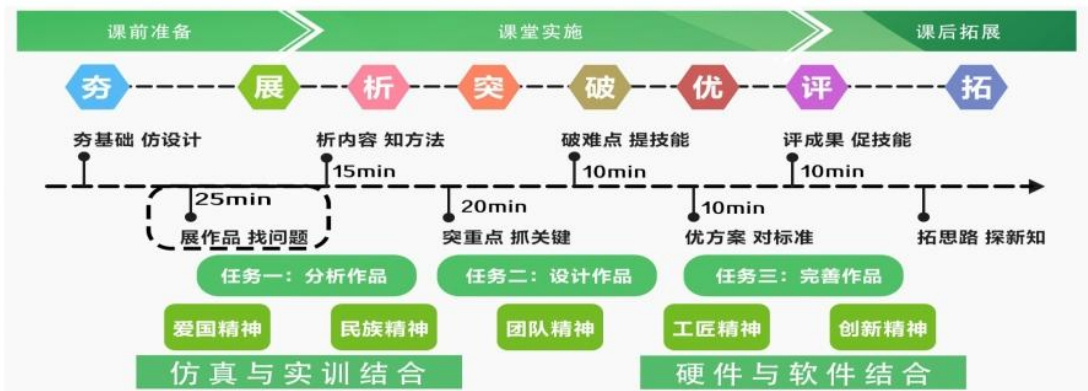 课前准备
课堂实施
课后拓展
夯
展
析
突
破
优
评
拓
夯基础 仿设计
析内容 知方法
破难点 提技能
评成果 促技能
15min
10min
10min
25min
20min
10min
展作品 找问题
突重点 抓关键
优方案 对标准
拓思路 探新知
任务一：分析作品
任务二：设计作品
任务三：完善作品
爱国精神
民族精神
团队精神
工匠精神
创新精神
仿真与实训结合
硬件与软件结合